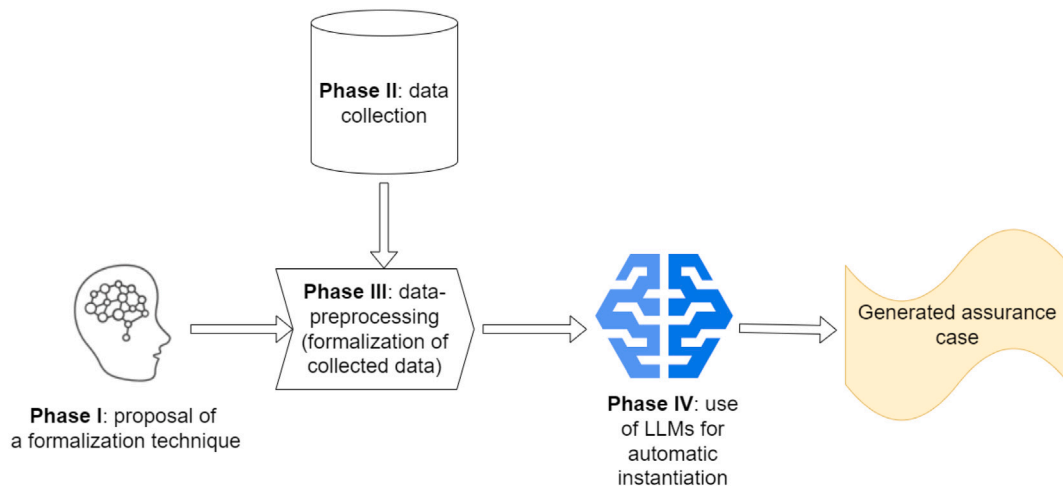 Phase II: data
collection
Phase I: proposal of
a formalization technique
Phase III: data-
preprocessing
(formalization of
collected data)
Phase IV: use
of LLMs for
automatic
instantiation
Generated assurance
case